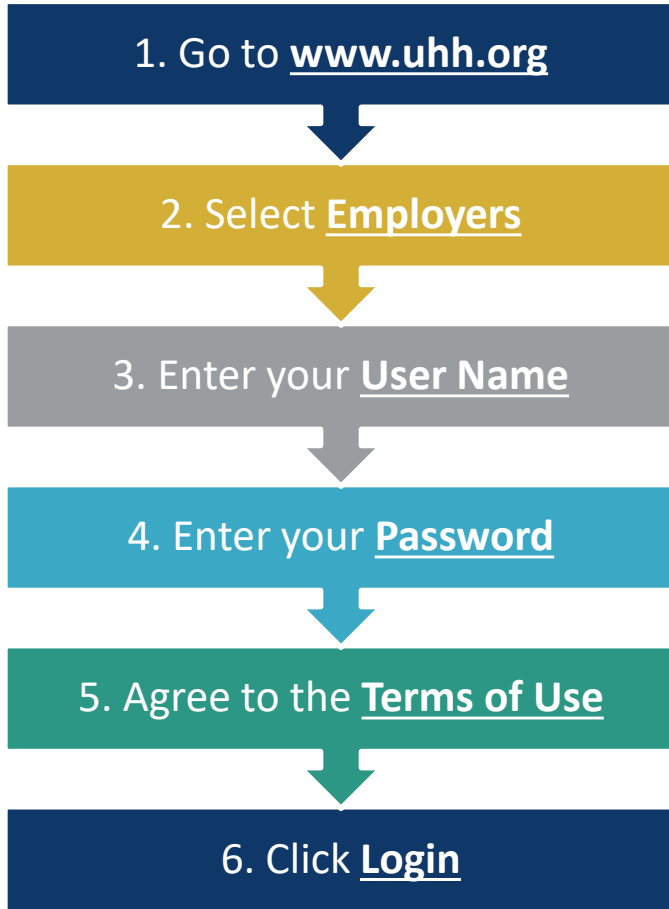 1. Go to www.uhh.org
2. Select Employers
3. Enter your User Name
4. Enter your Password
5. Agree to the Terms of Use
6. Click Login